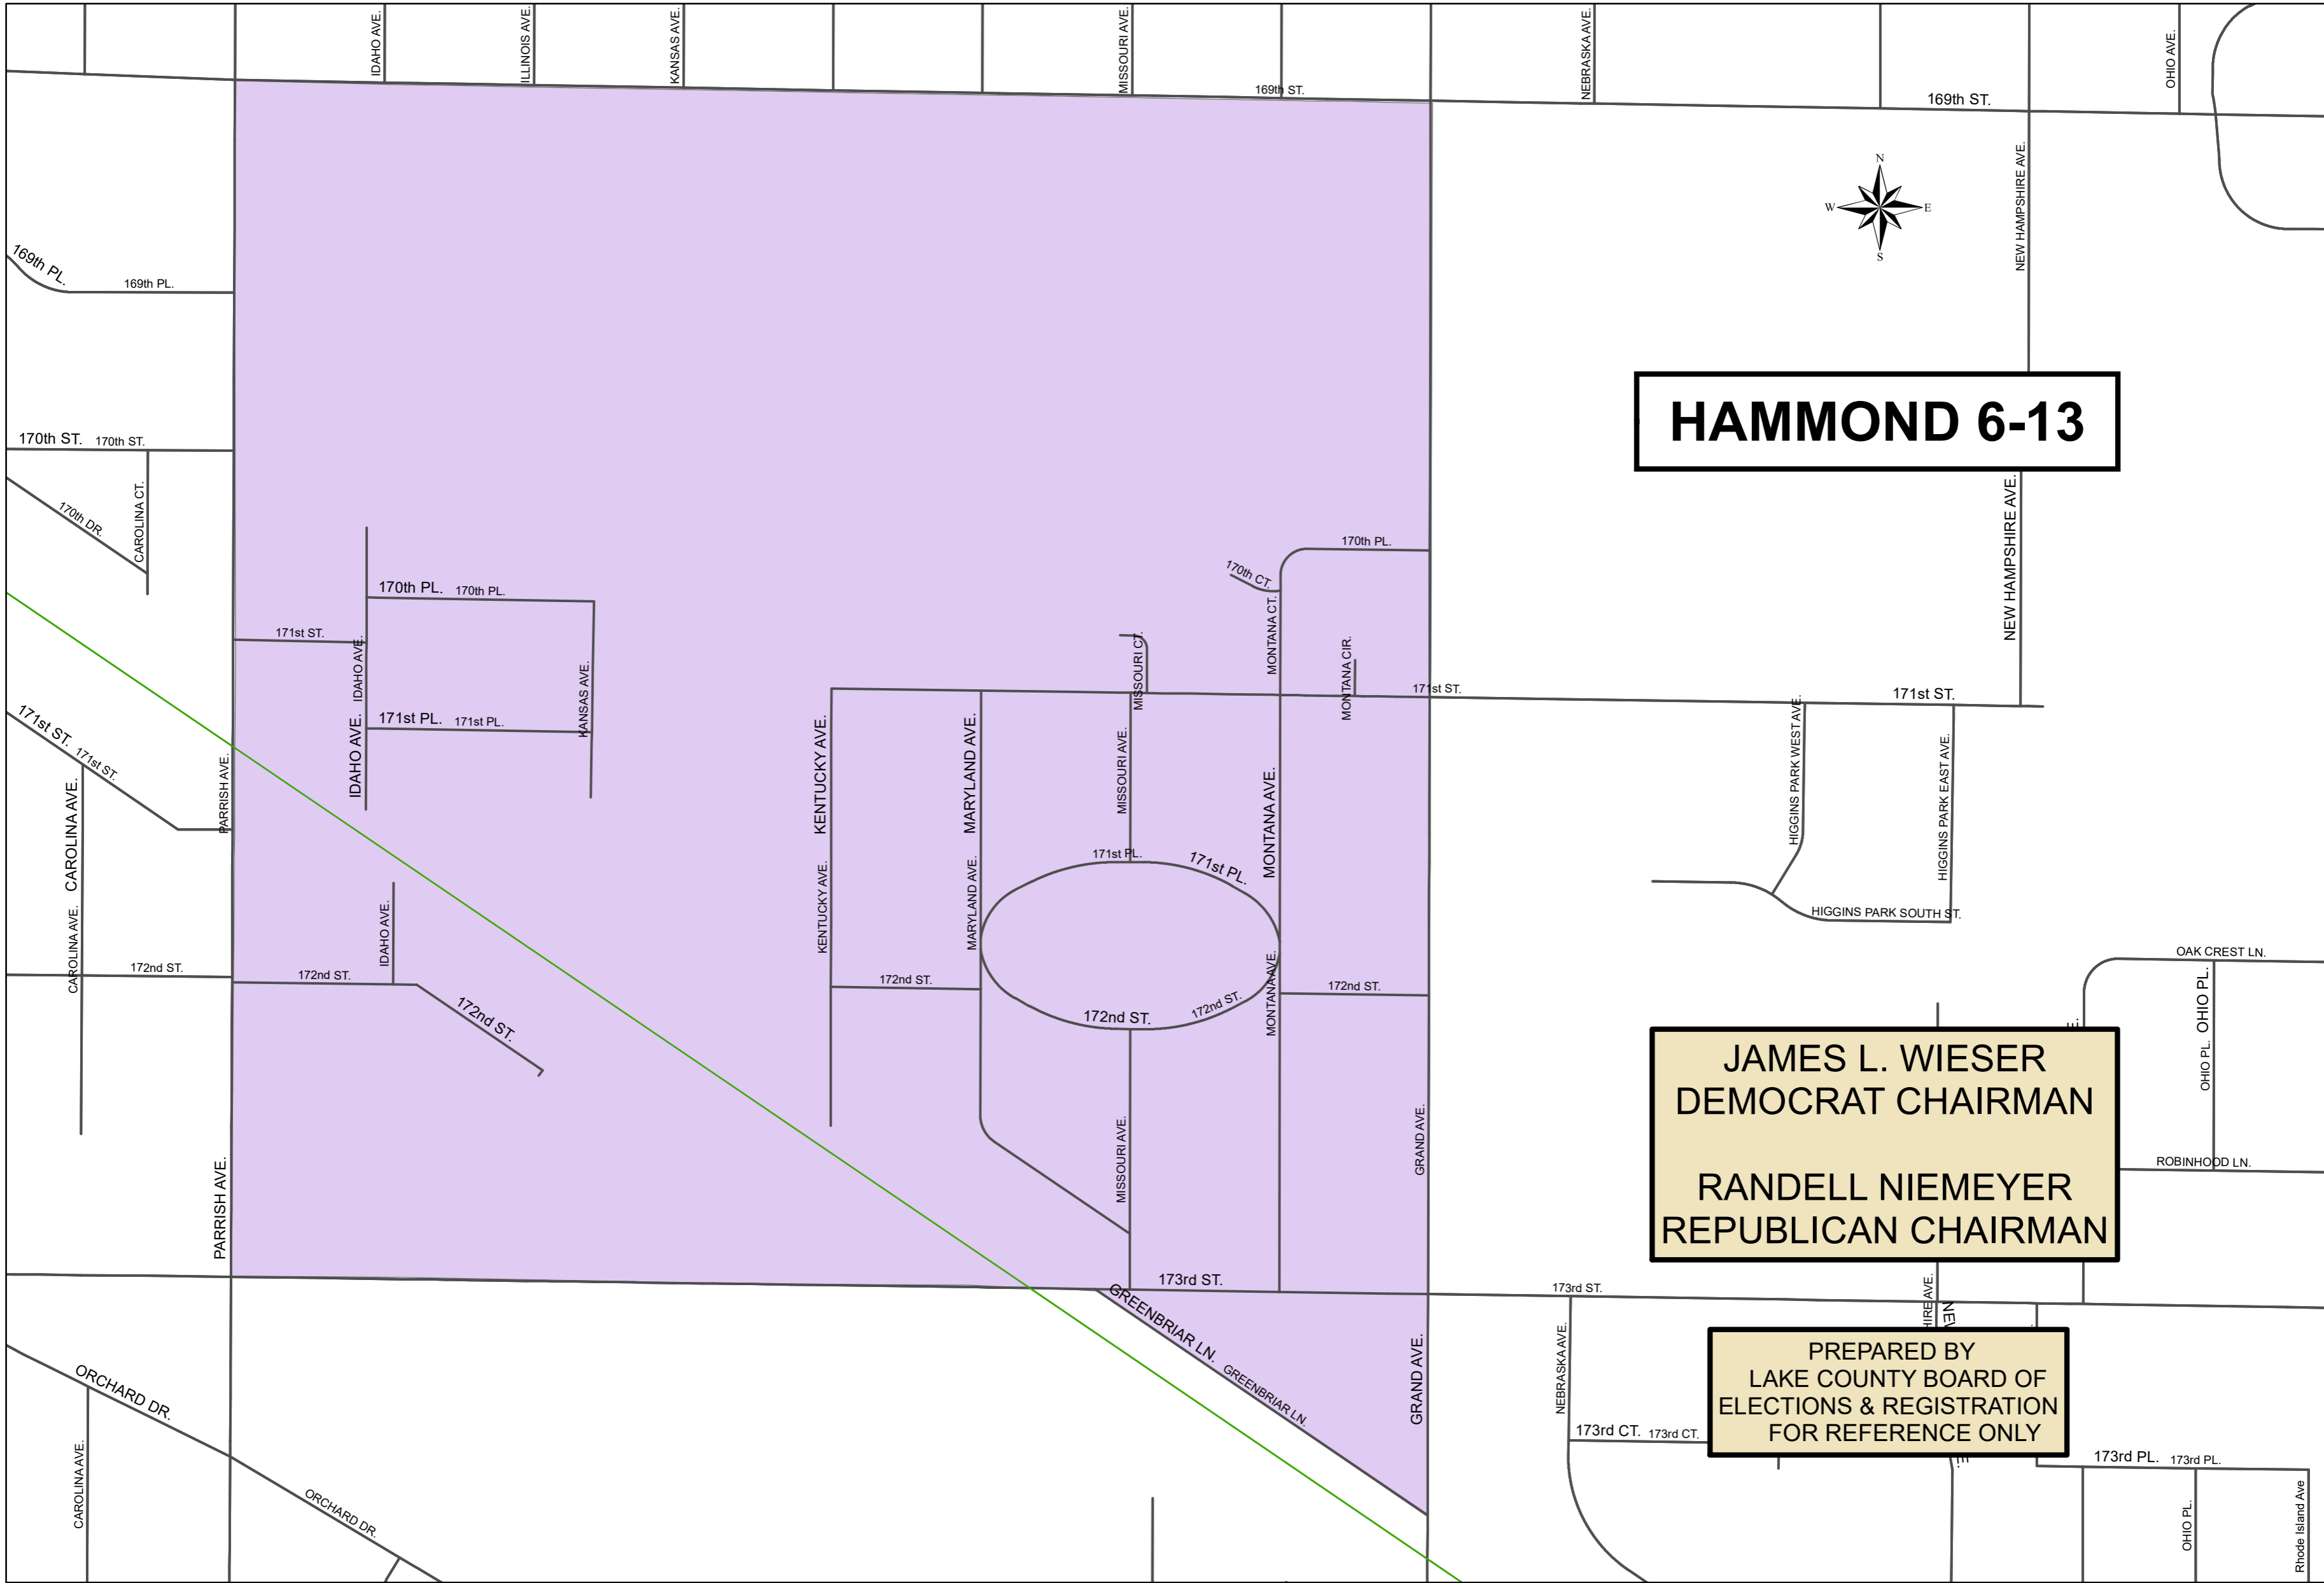 IDAHO AVE.
ILLINOIS AVE.
KANSAS AVE.
MISSOURI AVE.
NEBRASKA AVE.
OHIO AVE.
169th ST.
169th ST.
NEW HAMPSHIRE AVE.
N
W
E
S
169th PL.
169th PL.
HAMMOND 6-13
170th ST.
170th ST.
170th DR.
CAROLINA CT.
NEW HAMPSHIRE AVE.
170th PL.
170th CT.
170th PL.
170th PL.
171st ST.
IDAHO AVE.
KANSAS AVE.
MISSOURI CT.
MONTANA CT.
MONTANA CIR.
171st ST.
171st ST.
171st ST.
171st ST.
171st PL.
171st PL.
IDAHO AVE.
PARRISH AVE.
KENTUCKY AVE.
MARYLAND AVE.
MISSOURI AVE.
MONTANA AVE.
HIGGINS PARK WEST AVE.
HIGGINS PARK EAST AVE.
CAROLINA AVE.
171st PL.
171st PL.
KENTUCKY AVE.
MARYLAND AVE.
HIGGINS PARK SOUTH ST.
CAROLINA AVE.
IDAHO AVE.
172nd ST.
172nd ST.
172nd ST.
172nd ST.
172nd ST.
172nd ST.
172nd ST.
MONTANA AVE.
OAK CREST LN.
OHIO PL.
OHIO PL.
E.
JAMES L. WIESER
DEMOCRAT CHAIRMAN
RANDELL NIEMEYER
REPUBLICAN CHAIRMAN
ROBINHOOD LN.
PARRISH AVE.
MISSOURI AVE.
GRAND AVE.
173rd ST.
173rd ST.
GREENBRIAR LN.
GREENBRIAR LN.
GRAND AVE.
NEBRASKA AVE.
HIRE AVE.
NEW
PREPARED BY
LAKE COUNTY BOARD OF
ELECTIONS & REGISTRATION
FOR REFERENCE ONLY
ORCHARD DR.
ORCHARD DR.
CAROLINA AVE.
173rd CT.
173rd CT.
E.
173rd PL.
173rd PL.
OHIO PL.
Rhode Island Ave